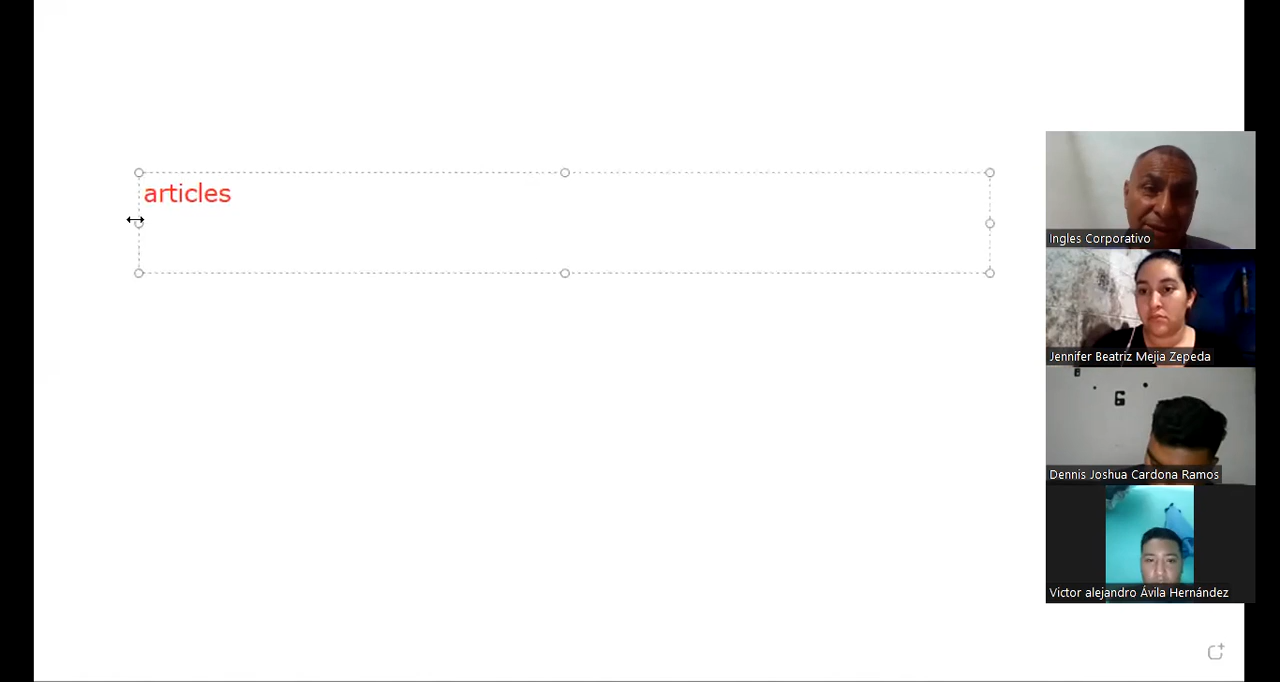 articles
Ingles Corporativo
Jennifer Beatriz Mejia Zepeda
Dennis Joshua Cardona Ramos
Victor alejandro Ávila Hernández